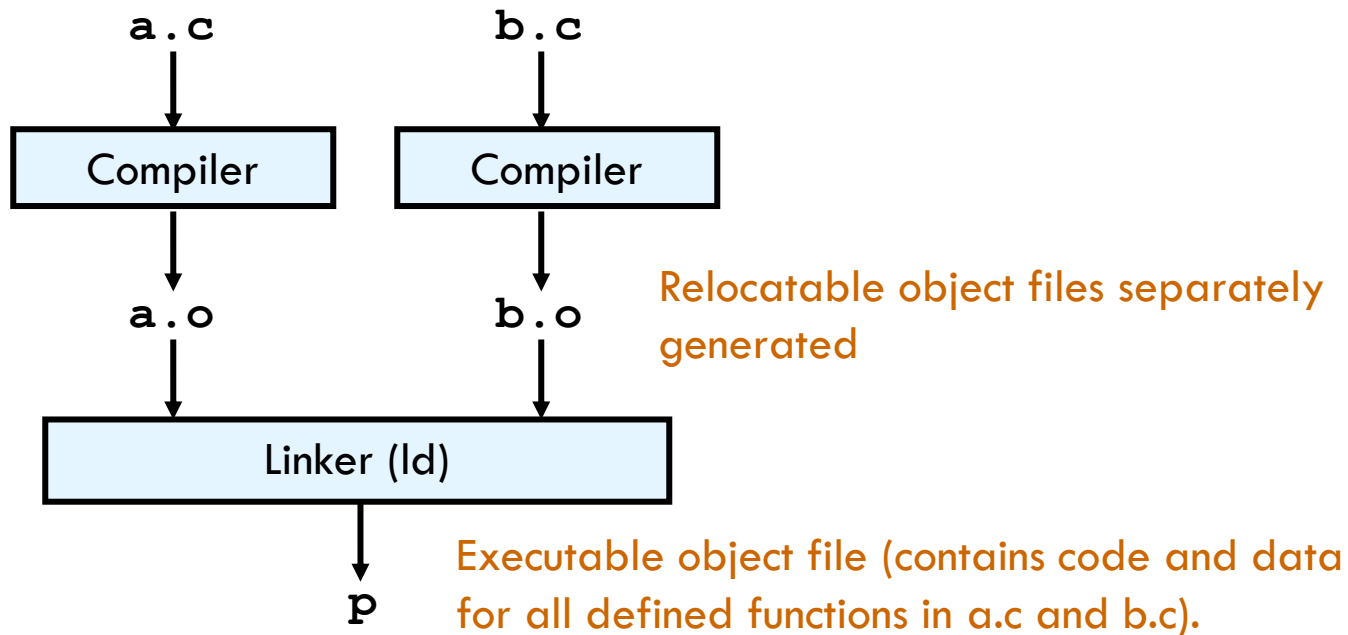 a.c
b.c
Compiler
Compiler
a.o
b.o
Relocatable object files separately
generated
Linker (ld)
p
Executable object file (contains code and data
for all defined functions in a.c and b.c).